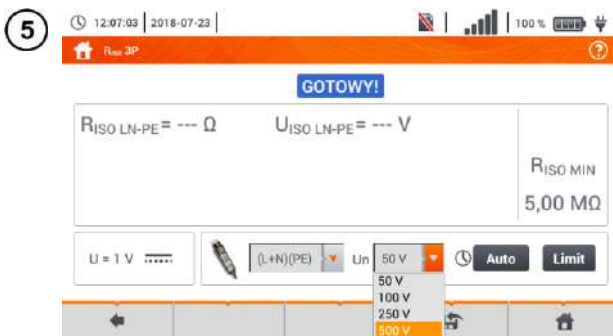 5
12:07:03 2018-07-23 100 %
RISO 3P ?
GOTOWY!
RISO LN-PE= --- Ω UISO LN-PE= --- V
RISO MIN
5,00 MΩ
U = 1 V (L+N)(PE) Un 50 V Auto Limit
50 V
100 V
250 V
500 V